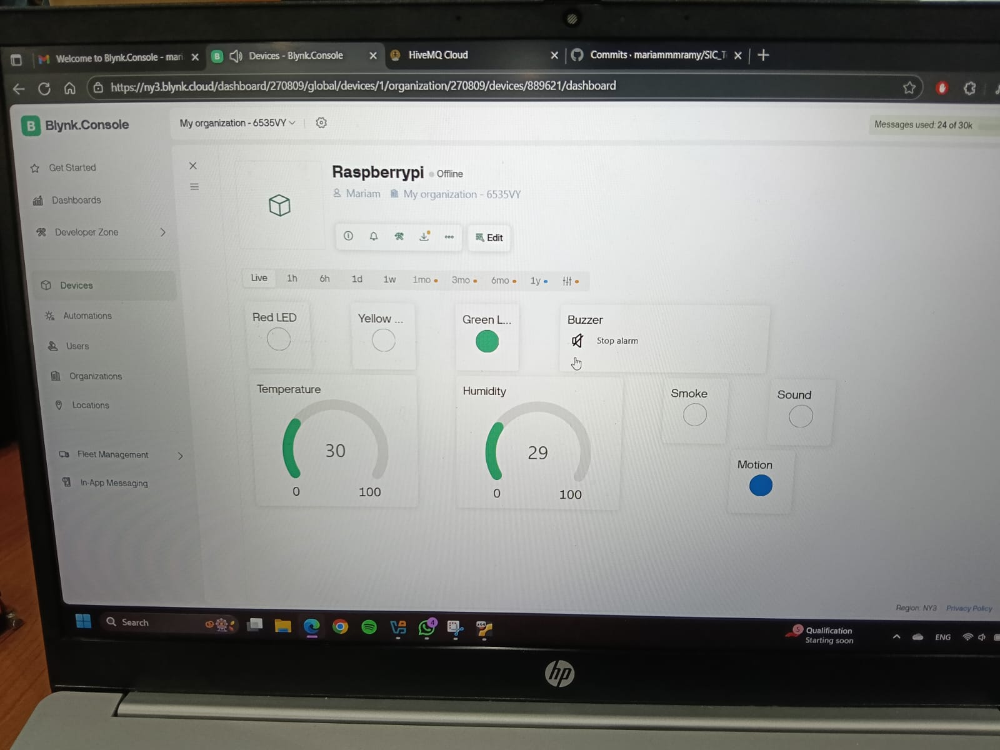 Welcome to Blynk.Console - mari
Devices - Blynk.Console
HiveMQ Cloud
Commits · mariammmramy/SIC_T
https://ny3.blynk.cloud/dashboard/270809/global/devices/1/organization/270809/devices/889621/dashboard
B Blynk.Console
My organization - 6535VY
Messages used: 24 of 30k
Get Started
Dashboards
Developer Zone
Devices
Automations
Users
Organizations
Locations
Fleet Management
In-App Messaging
Raspberrypi
Offline
Mariam
My organization - 6535VY
Edit
Live 1h 6h 1d 1w 1mo 3mo 6mo 1y
Red LED
Yellow ...
Green L...
Buzzer
Stop alarm
Temperature
30
0 100
Humidity
29
0 100
Smoke
Sound
Motion
Region: NY3 Privacy Policy
Search
4
5
Qualification
Starting soon
ENG
hp